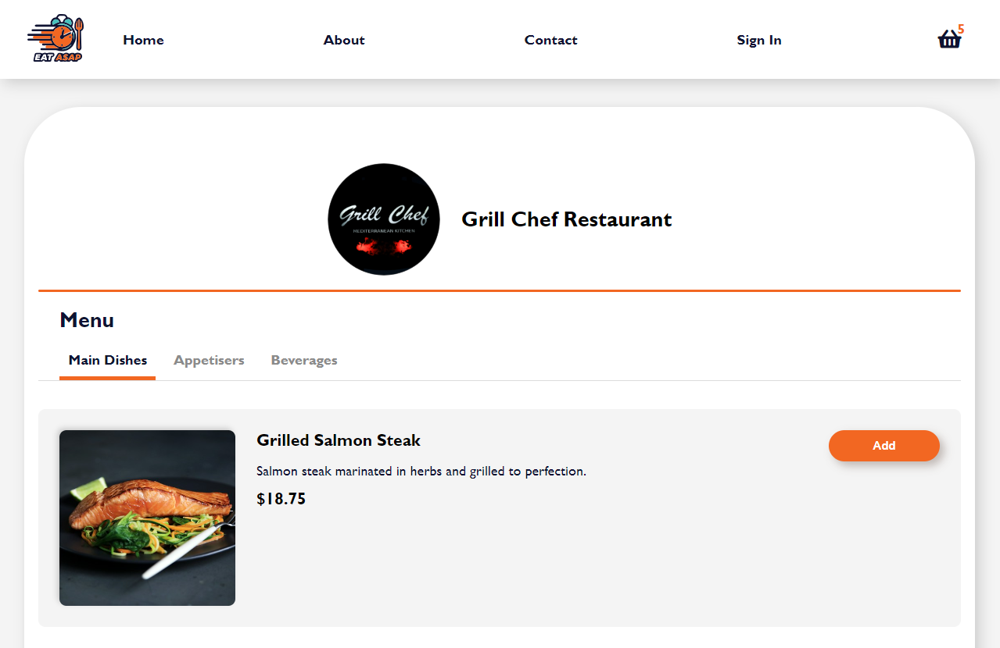 EAT ASAP
Home
About
Contact
Sign In
5
Grill Chef
MEDITERRANEAN KITCHEN
Grill Chef Restaurant
Menu
Main Dishes
Appetisers
Beverages
Grilled Salmon Steak
Add
Salmon steak marinated in herbs and grilled to perfection.
$18.75